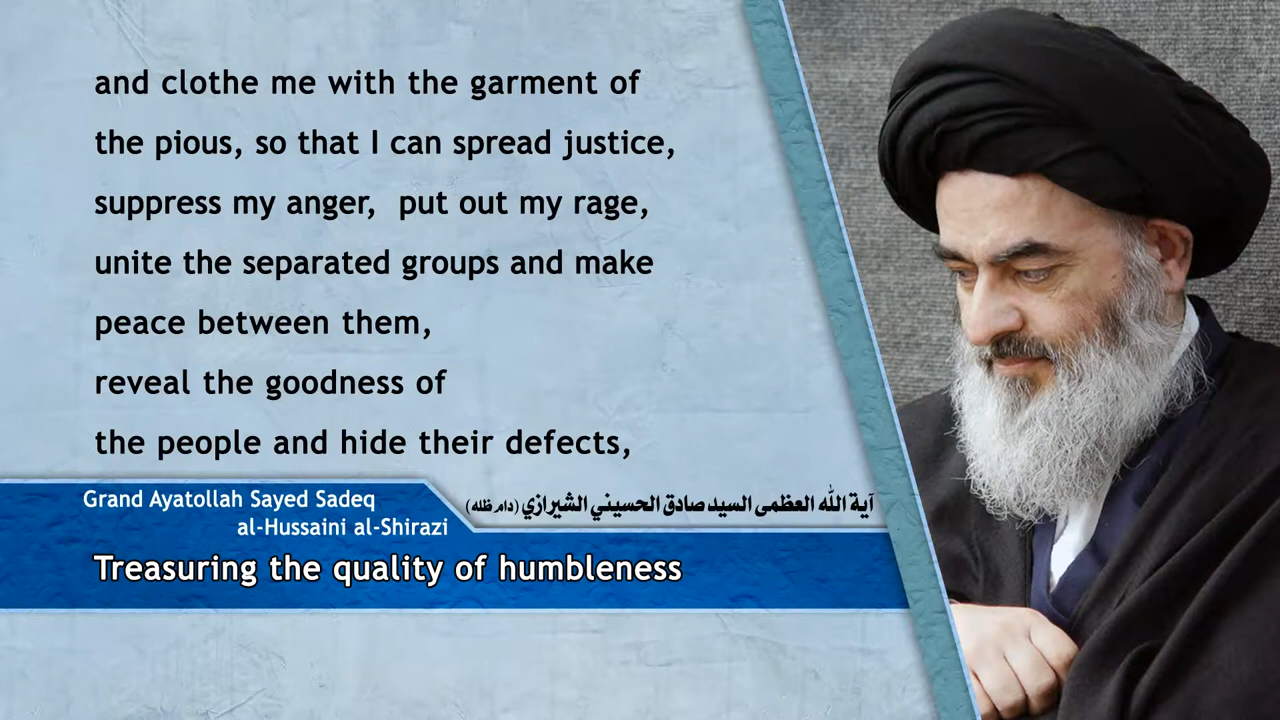 and clothe me with the garment of
the pious, so that I can spread justice,
suppress my anger,  put out my rage,
unite the separated groups and make
peace between them,
reveal the goodness of
the people and hide their defects,
Grand Ayatollah Sayed Sadeq
al-Hussaini al-Shirazi
آية الله العظمى السيد صادق الحسيني الشيرازي (دام ظله)
Treasuring the quality of humbleness